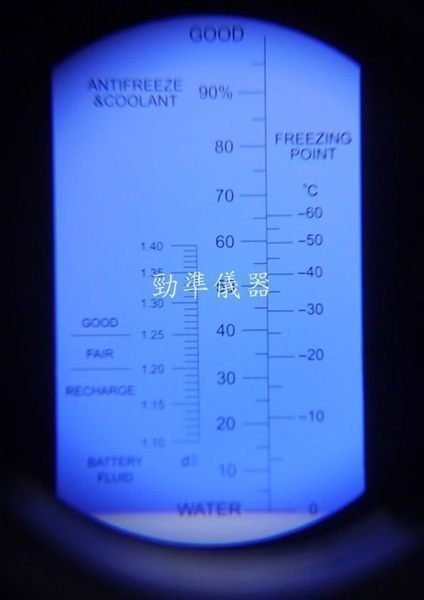 GOOD
ANTIFREEZE
&COOLANT
90%
80
70
60
50
40
30
20
10
WATER
FREEZING
POINT
℃
-60
-50
-40
-30
-20
-10
0
1.40
1.35
1.30
1.25
1.20
1.15
1.10
GOOD
FAIR
RECHARGE
BATTERY
FLUID
勁準儀器